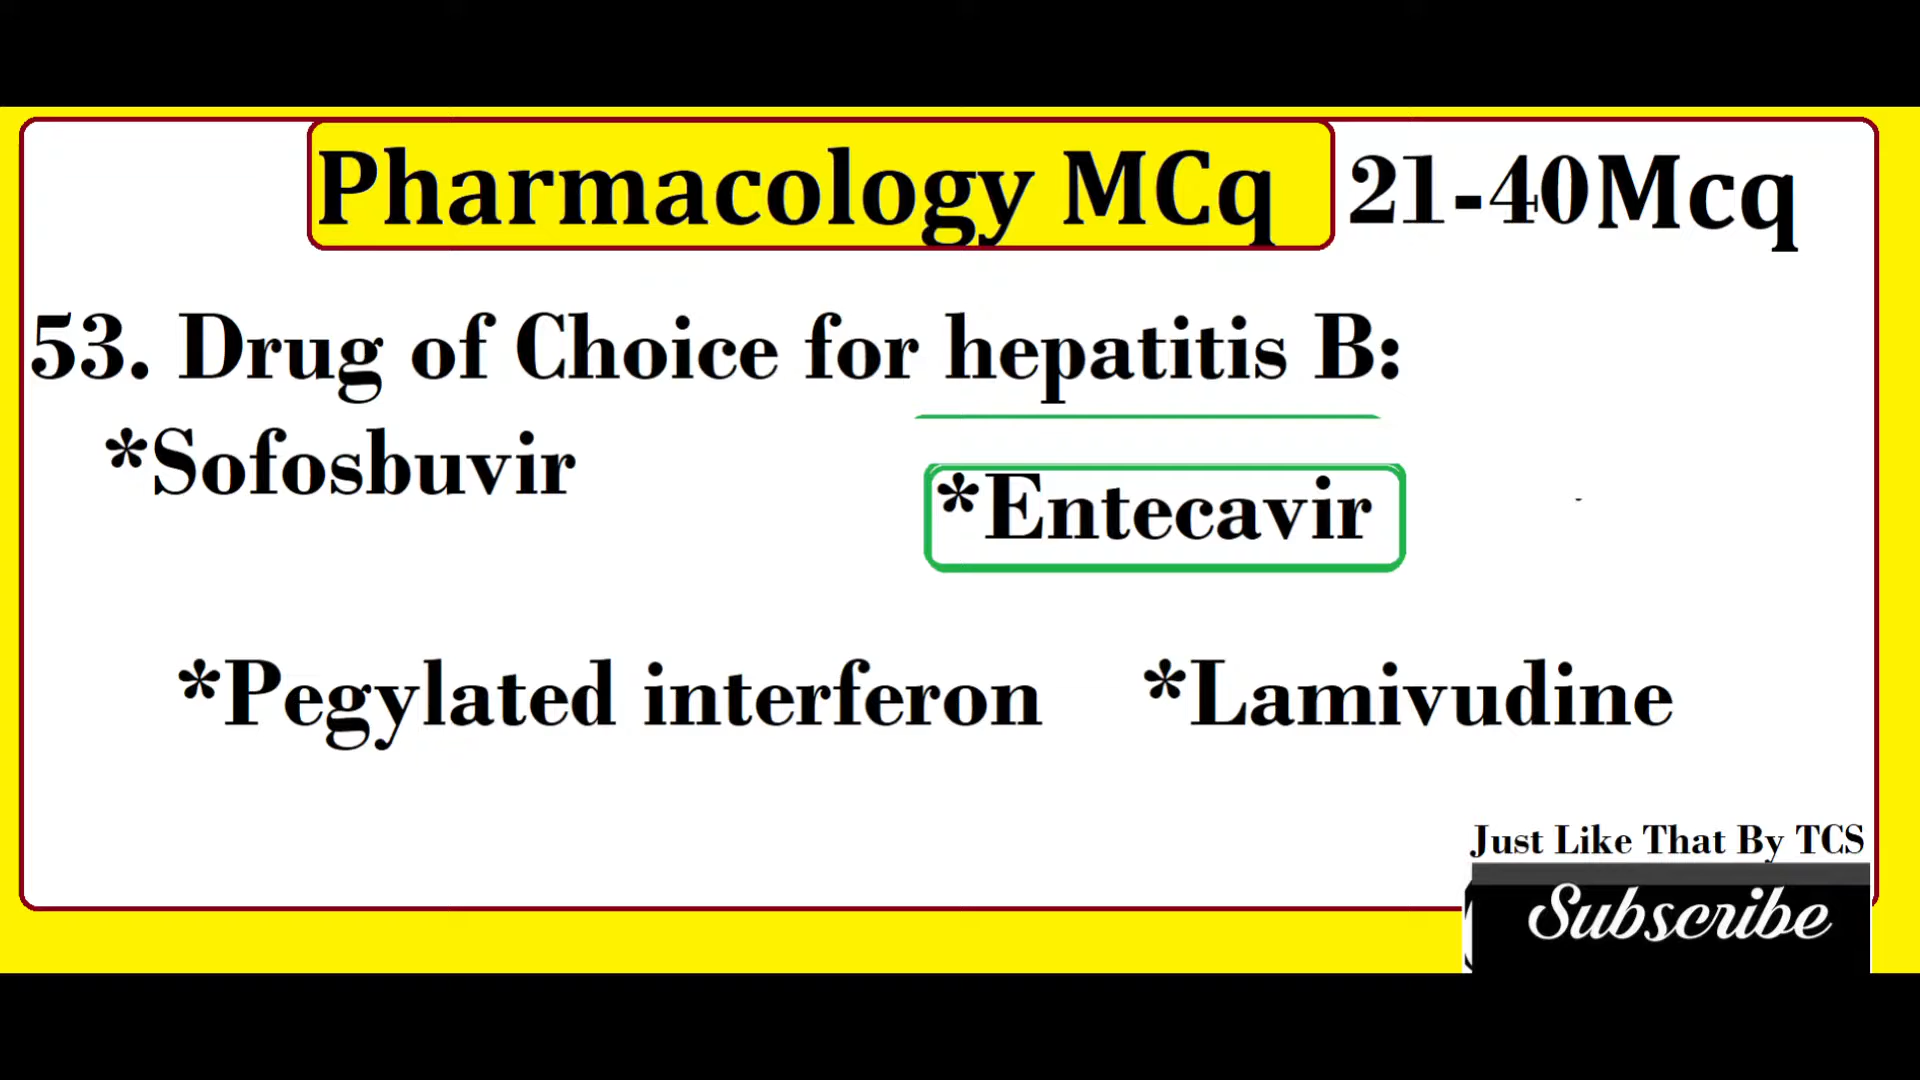 Pharmacology MCq 21-40Mcq
53. Drug of Choice for hepatitis B:
*Sofosbuvir
*Entecavir
*Pegylated interferon *Lamivudine
Just Like That By TCS
Subscribe